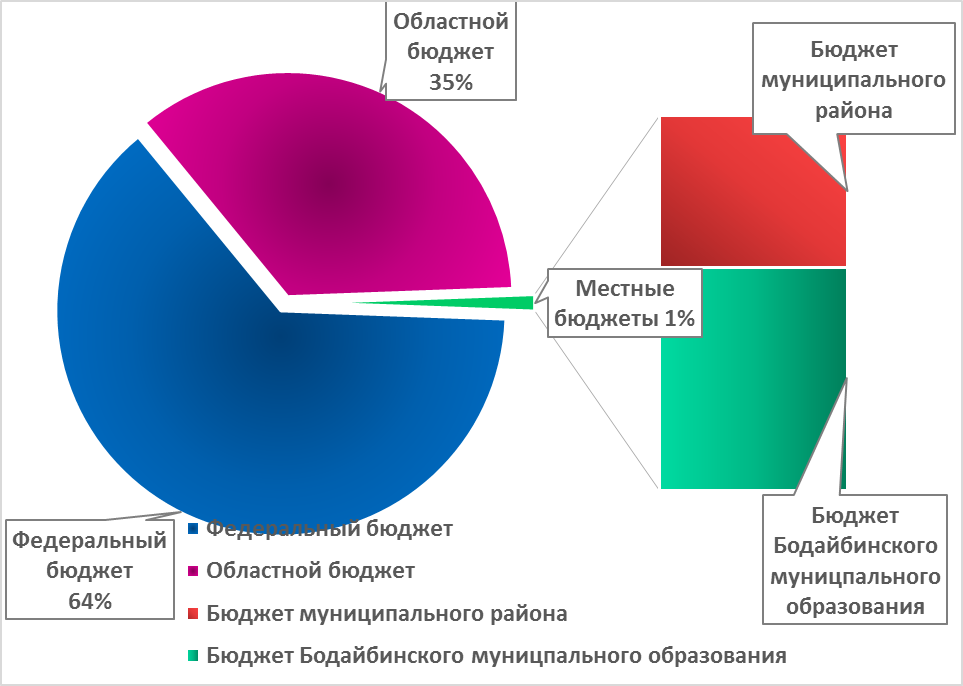 Областной
бюджет
35%
Бюджет
муниципального
района
Местные
бюджеты 1%
Федеральный
бюджет
64%
Бюджет
Бодайбинского
муницпального
образования
Федеральный бюджет
Областной бюджет
Бюджет муниципального района
Бюджет Бодайбинского муницпального образования